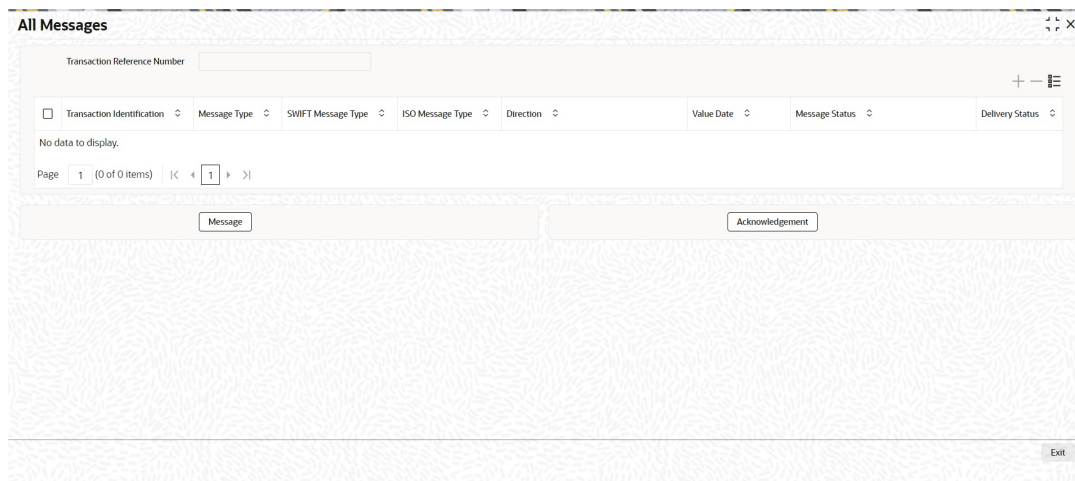 All Messages
Transaction Reference Number
Transaction Identification Message Type SWIFT Message Type ISO Message Type Direction Value Date Message Status Delivery Status
No data to display.
Page 1 (0 of 0 items) 1
Message Acknowledgement
Exit